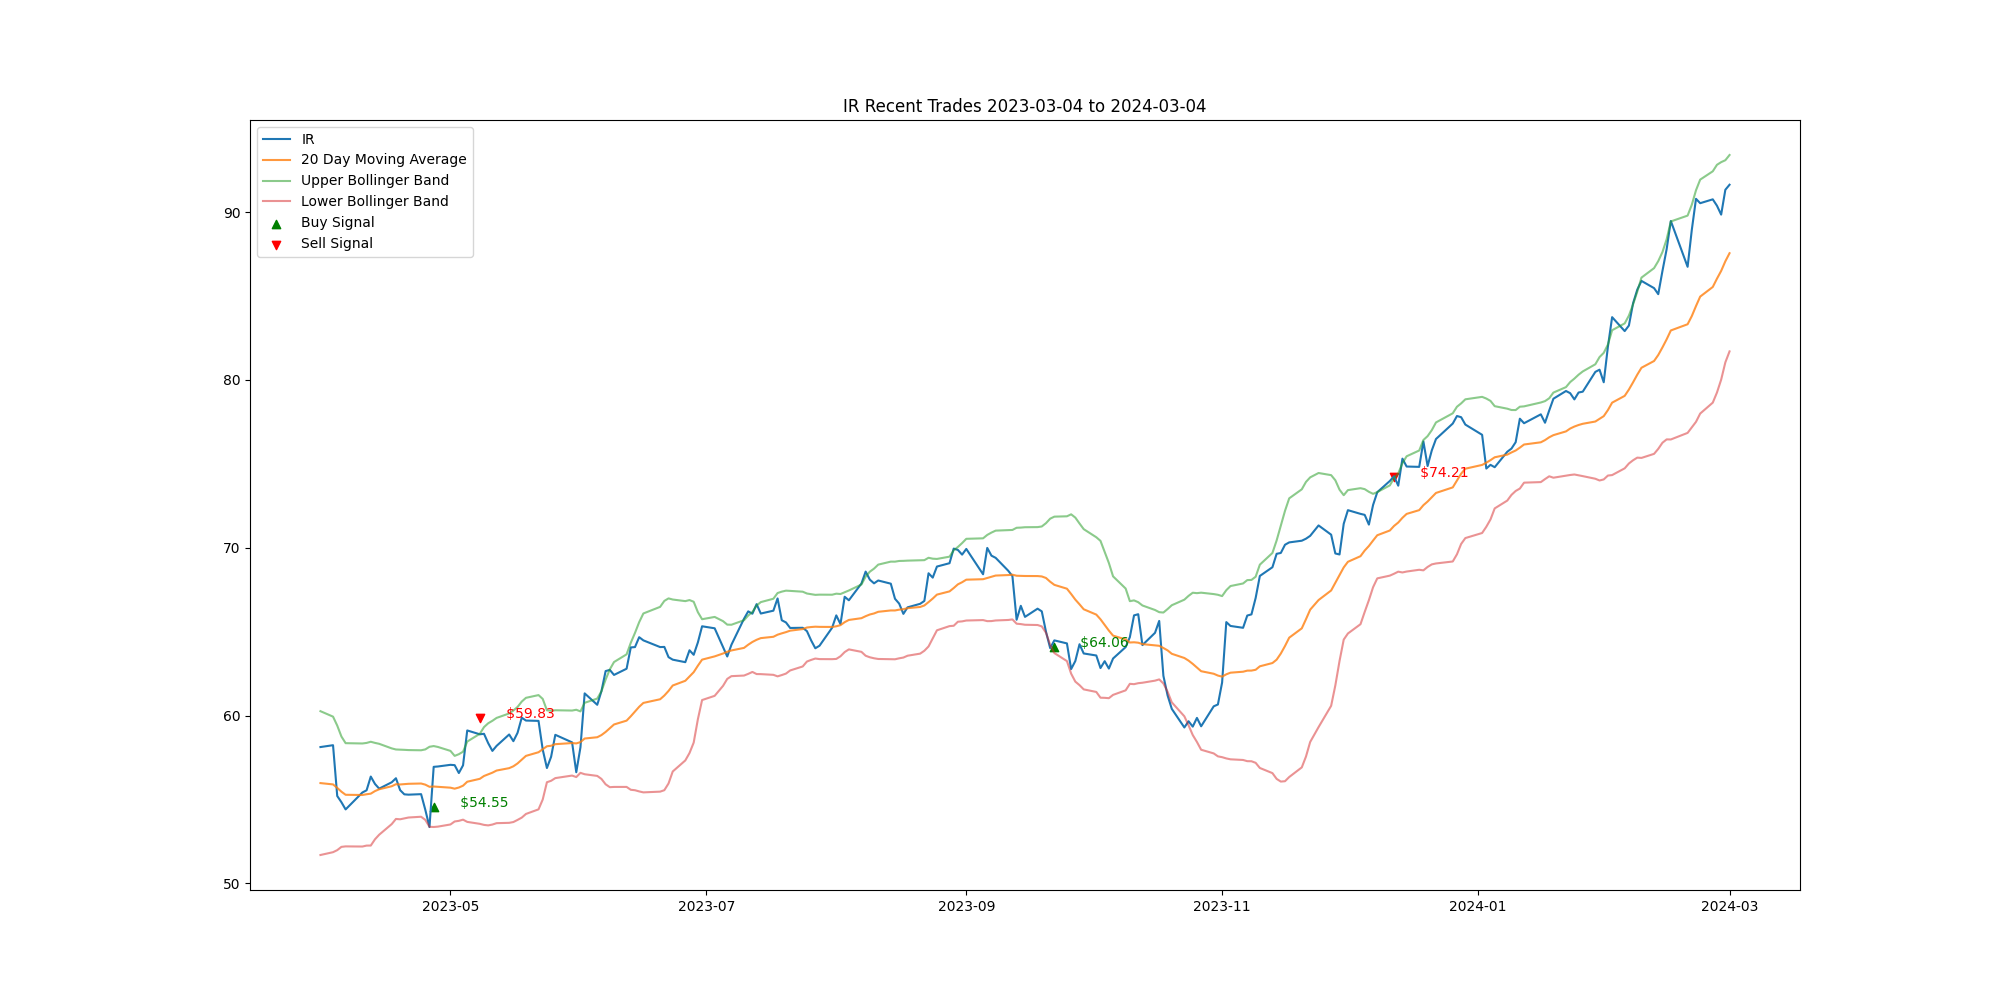 IR Recent Trades 2023-03-04 to 2024-03-04
IR
20 Day Moving Average
Upper Bollinger Band
Lower Bollinger Band
Buy Signal
Sell Signal
90
80
70
60
50
$74.21
$64.06
$59.83
$54.55
2023-05
2023-07
2023-09
2023-11
2024-01
2024-03